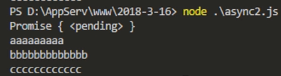 PS D:\AppServ\www\2018-3-16> node .\async2.js
Promise { <pending> }
aaaaaaaaa
bbbbbbbbbbbbb
cccccccccccc